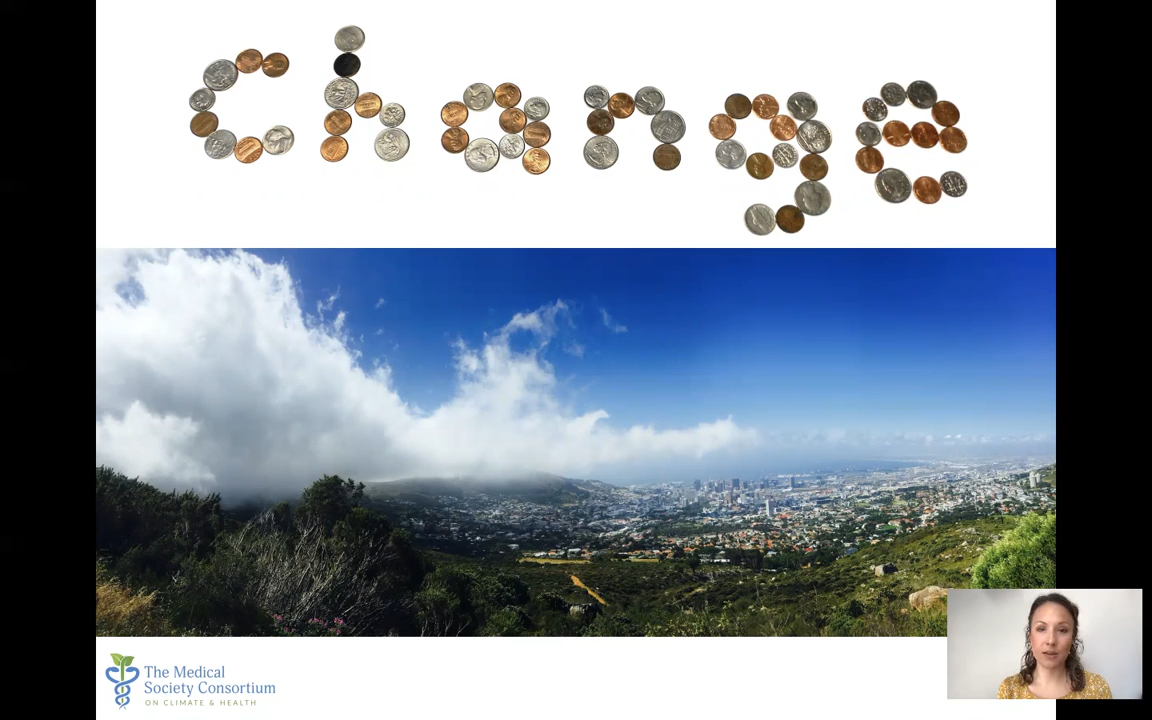 change
The Medical
Society Consortium
ON CLIMATE & HEALTH